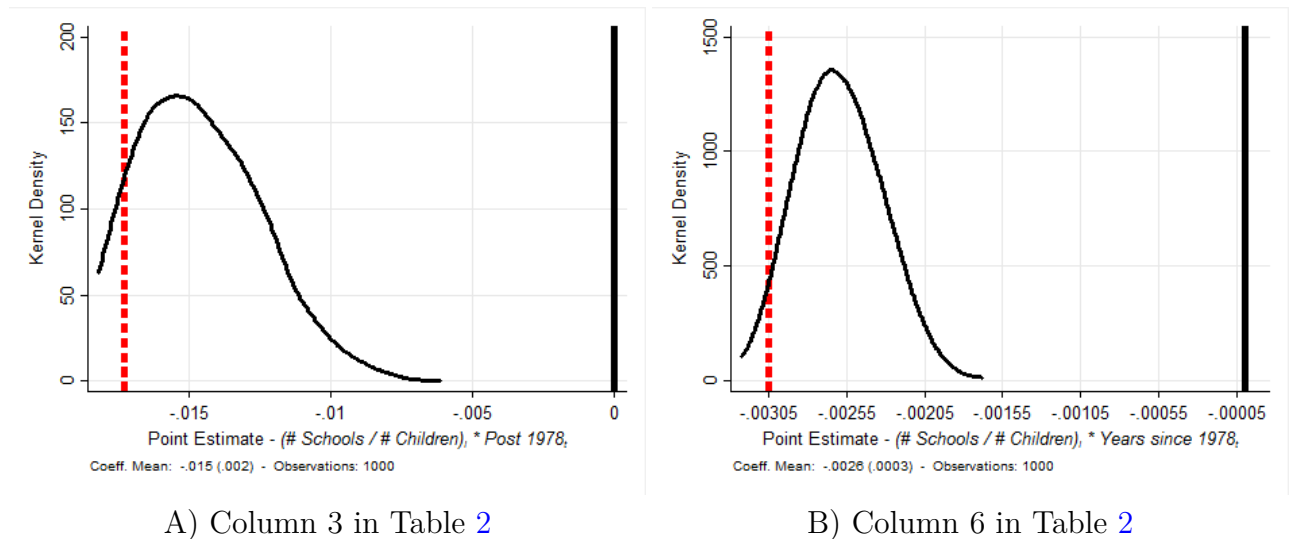 200
150
100
50
0
Kernel Density
-.015 -.01 -.005 0
Point Estimate - (# Schools / # Children), * Post 1978,
Coeff. Mean: -.015 (.002) - Observations: 1000
A) Column 3 in Table 2
1500
1000
500
0
Kernel Density
-.00305 -.00255 -.00205 -.00155 -.00105 -.00055 -.00005
Point Estimate - (# Schools / # Children), * Years since 1978,
Coeff. Mean: -.0026 (.0003) - Observations: 1000
B) Column 6 in Table 2